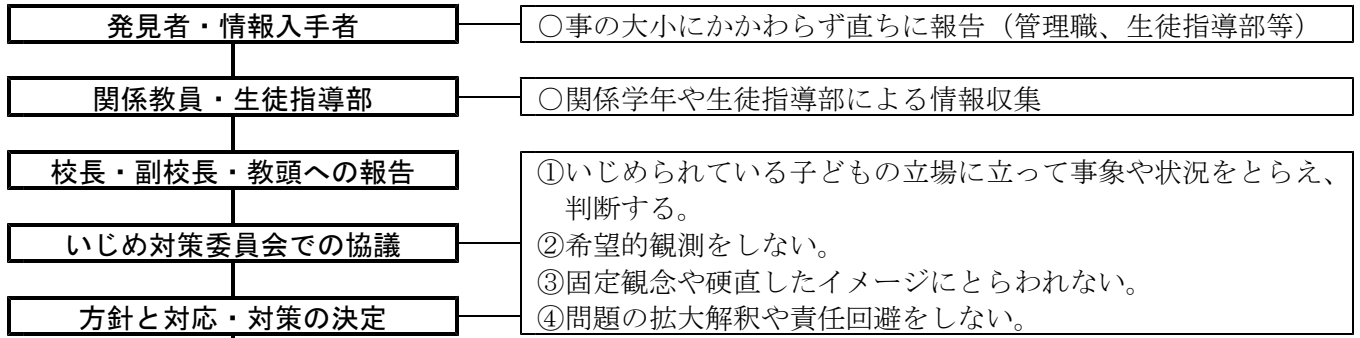 発見者・情報入手者
○事の大小にかかわらず直ちに報告（管理職、生徒指導部等）
関係教員・生徒指導部
○関係学年や生徒指導部による情報収集
校長・副校長・教頭への報告
いじめ対策委員会での協議
方針と対応・対策の決定
①いじめられている子どもの立場に立って事象や状況をとらえ、
判断する。
②希望的観測をしない。
③固定観念や硬直したイメージにとらわれない。
④問題の拡大解釈や責任回避をしない。